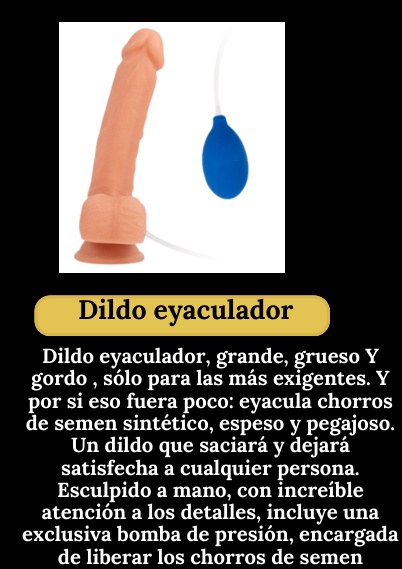 Dildo eyaculador
Dildo eyaculador, grande, grueso Y
gordo , sólo para las más exigentes. Y
por si eso fuera poco: eyacula chorros
de semen sintético, espeso y pegajoso.
Un dildo que saciará y dejará
satisfecha a cualquier persona.
Esculpido a mano, con increíble
atención a los detalles, incluye una
exclusiva bomba de presión, encargada
de liberar los chorros de semen